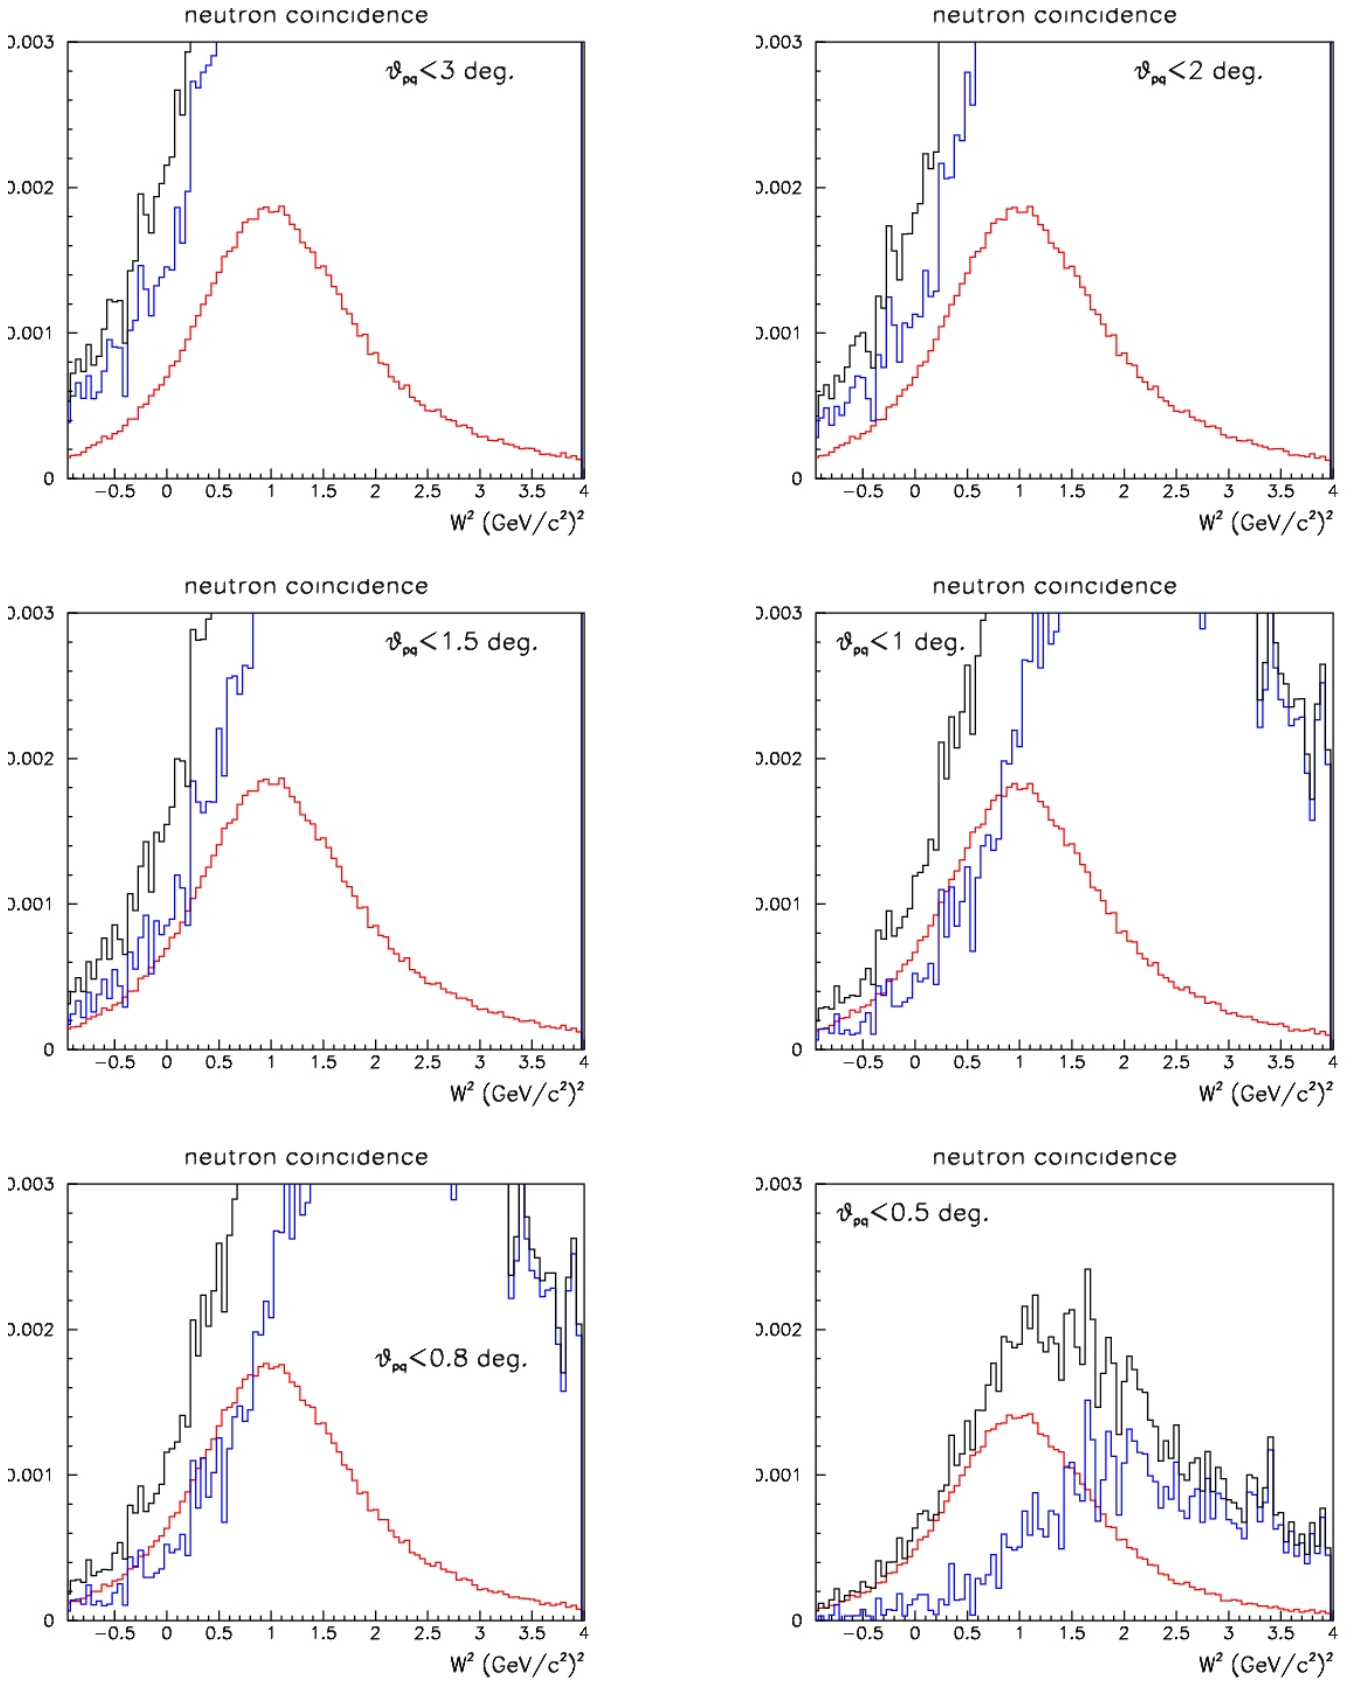 neutron coincidence
neutron coincidence
0.003
ϑpq<3 deg.
0.002
0.001
0
−0.5 0 0.5 1 1.5 2 2.5 3 3.5 4
W² (GeV/c²)²
0.003
ϑpq<2 deg.
0.002
0.001
0
−0.5 0 0.5 1 1.5 2 2.5 3 3.5 4
W² (GeV/c²)²
neutron coincidence
neutron coincidence
0.003
ϑpq<1.5 deg.
0.002
0.001
0
−0.5 0 0.5 1 1.5 2 2.5 3 3.5 4
W² (GeV/c²)²
0.003
ϑpq<1 deg.
0.002
0.001
0
−0.5 0 0.5 1 1.5 2 2.5 3 3.5 4
W² (GeV/c²)²
neutron coincidence
neutron coincidence
0.003
0.002
ϑpq<0.8 deg.
0.001
0
−0.5 0 0.5 1 1.5 2 2.5 3 3.5 4
W² (GeV/c²)²
0.003
ϑpq<0.5 deg.
0.002
0.001
0
−0.5 0 0.5 1 1.5 2 2.5 3 3.5 4
W² (GeV/c²)²